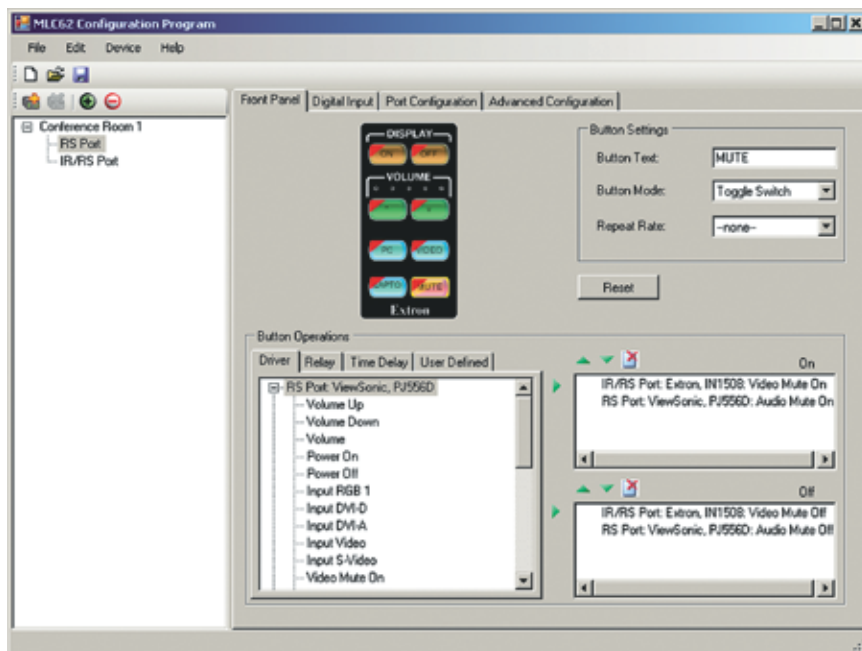 MLC62 Configuration Program
File Edit Device Help
Conference Room 1
RS Port
IR/RS Port
Front Panel Digital Input Port Configuration Advanced Configuration
DISPLAY
ON OFF
VOLUME
PC VIDEO
LAPTO MUTE
Extron
Button Settings
Button Text: MUTE
Button Mode: Toggle Switch
Repeat Rate: --none--
Reset
Button Operations
Driver Relay Time Delay User Defined
RS Port: ViewSonic, PJ556D
Volume Up
Volume Down
Volume
Power On
Power Off
Input RGB 1
Input DVI-D
Input DVI-A
Input Video
Input S-Video
Video Mute On
On
IR/RS Port: Extron, IN1508: Video Mute On
RS Port: ViewSonic, PJ556D: Audio Mute On
Off
IR/RS Port: Extron, IN1508: Video Mute Off
RS Port: ViewSonic, PJ556D: Audio Mute Off